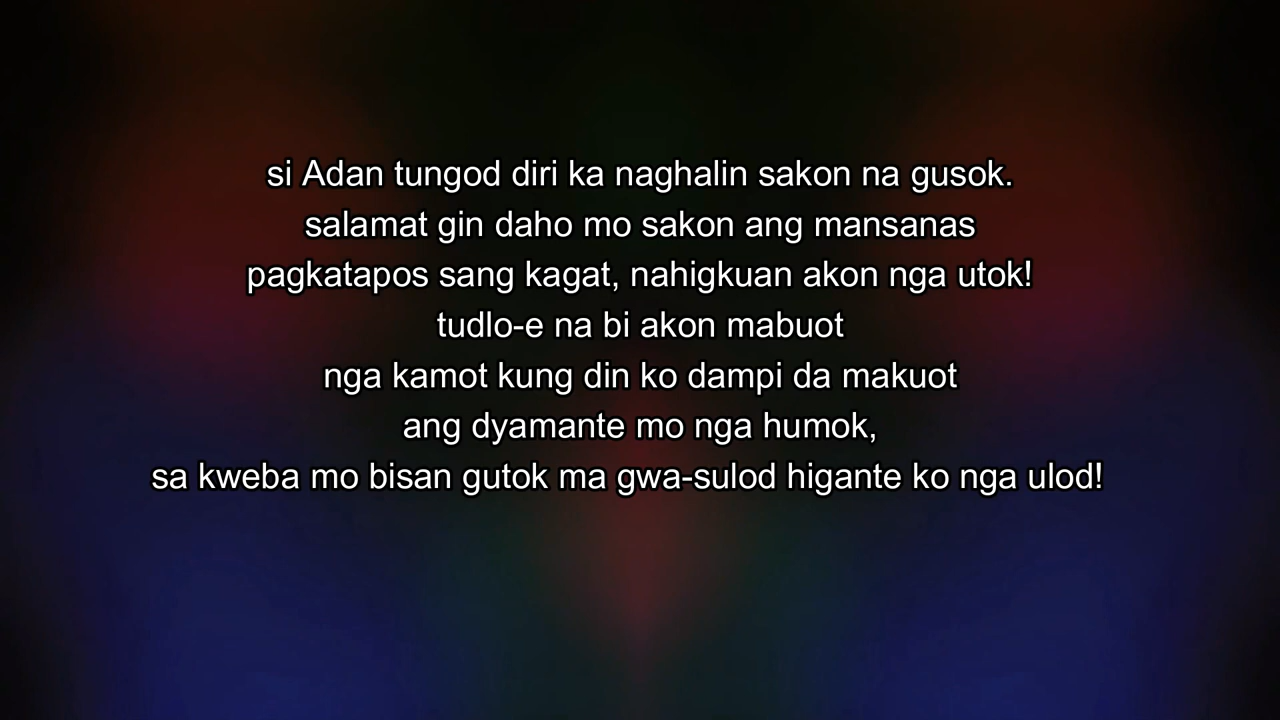 si Adan tungod diri ka naghalin sakon na gusok.
salamat gin daho mo sakon ang mansanas
pagkatapos sang kagat, nahigkuan akon nga utok!
tudlo-e na bi akon mabuot
nga kamot kung din ko dampi da makuot
ang dyamante mo nga humok,
sa kweba mo bisan gutok ma gwa-sulod higante ko nga ulod!